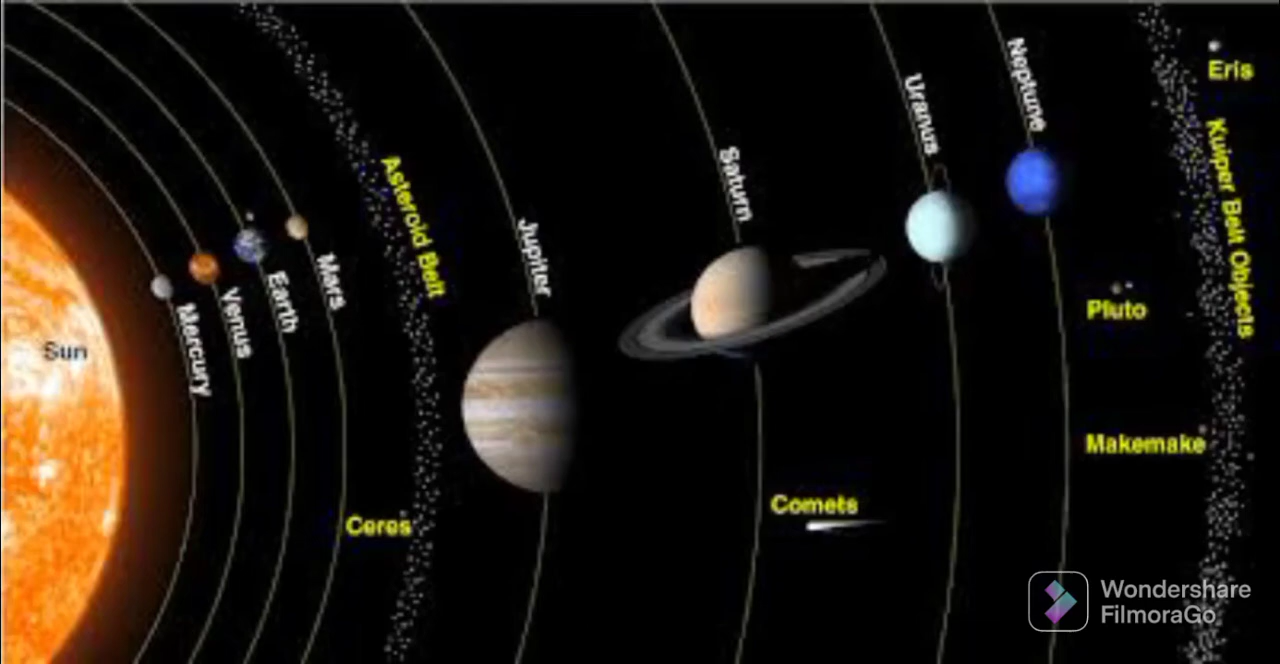 Sun
Mercury
Venus
Earth
Mars
Asteroid Belt
Ceres
Jupiter
Saturn
Comets
Uranus
Neptune
Pluto
Makemake
Eris
Kuiper Belt Objects
Wondershare
FilmoraGo